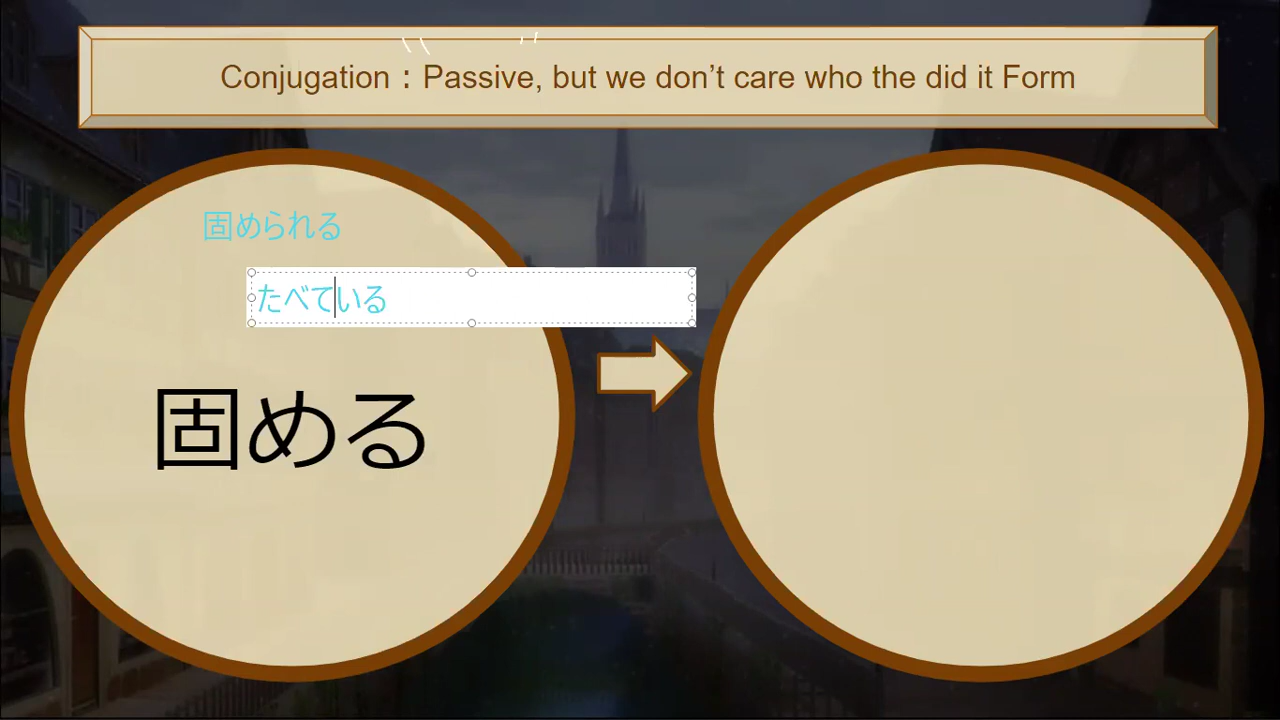 Conjugation : Passive, but we don’t care who the did it Form
固められる
たべている
固める